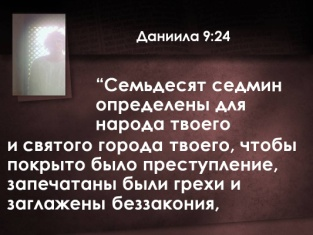 Даниила 9:24
“Семьдесят седмин
определены для
народа твоего
и святого города твоего, чтобы
покрыто было преступление,
запечатаны были грехи и
заглажены беззакония,